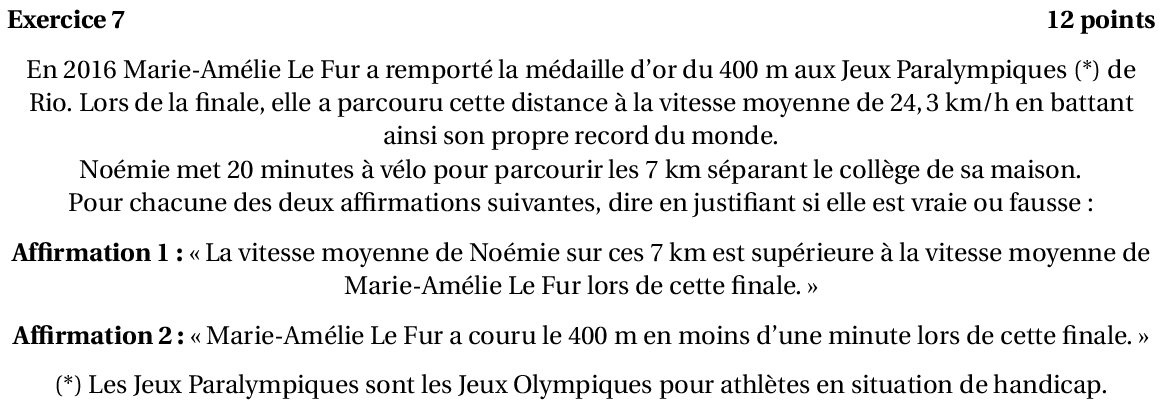 Exercice 7 12 points
En 2016 Marie-Amélie Le Fur a remporté la médaille d’or du 400 m aux Jeux Paralympiques (*) de
Rio. Lors de la finale, elle a parcouru cette distance à la vitesse moyenne de 24,3 km/h en battant
ainsi son propre record du monde.
Noémie met 20 minutes à vélo pour parcourir les 7 km séparant le collège de sa maison.
Pour chacune des deux affirmations suivantes, dire en justifiant si elle est vraie ou fausse :
Affirmation 1 : « La vitesse moyenne de Noémie sur ces 7 km est supérieure à la vitesse moyenne de
Marie-Amélie Le Fur lors de cette finale. »
Affirmation 2 : « Marie-Amélie Le Fur a couru le 400 m en moins d’une minute lors de cette finale. »
(*) Les Jeux Paralympiques sont les Jeux Olympiques pour athlètes en situation de handicap.